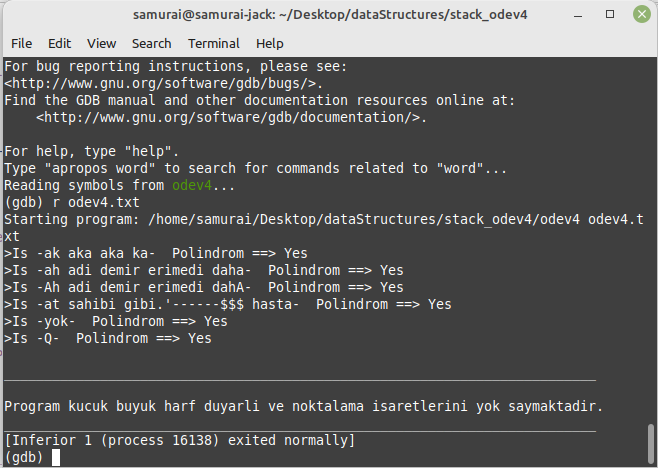 samurai@samurai-jack: ~/Desktop/dataStructures/stack_odev4
File Edit View Search Terminal Help
For bug reporting instructions, please see:
<http://www.gnu.org/software/gdb/bugs/>.
Find the GDB manual and other documentation resources online at:
    <http://www.gnu.org/software/gdb/documentation/>.

For help, type "help".
Type "apropos word" to search for commands related to "word"...
Reading symbols from odev4...
(gdb) r odev4.txt
Starting program: /home/samurai/Desktop/dataStructures/stack_odev4/odev4 odev4.t
xt
>Is -ak aka aka ka-  Polindrom ==> Yes
>Is -ah adi demir erimedi daha-  Polindrom ==> Yes
>Is -Ah adi demir erimedi dahA-  Polindrom ==> Yes
>Is -at sahibi gibi.'------$$$ hasta-  Polindrom ==> Yes
>Is -yok-  Polindrom ==> Yes
>Is -Q-  Polindrom ==> Yes

Program kucuk buyuk harf duyarli ve noktalama isaretlerini yok saymaktadir.
[Inferior 1 (process 16138) exited normally]
(gdb)